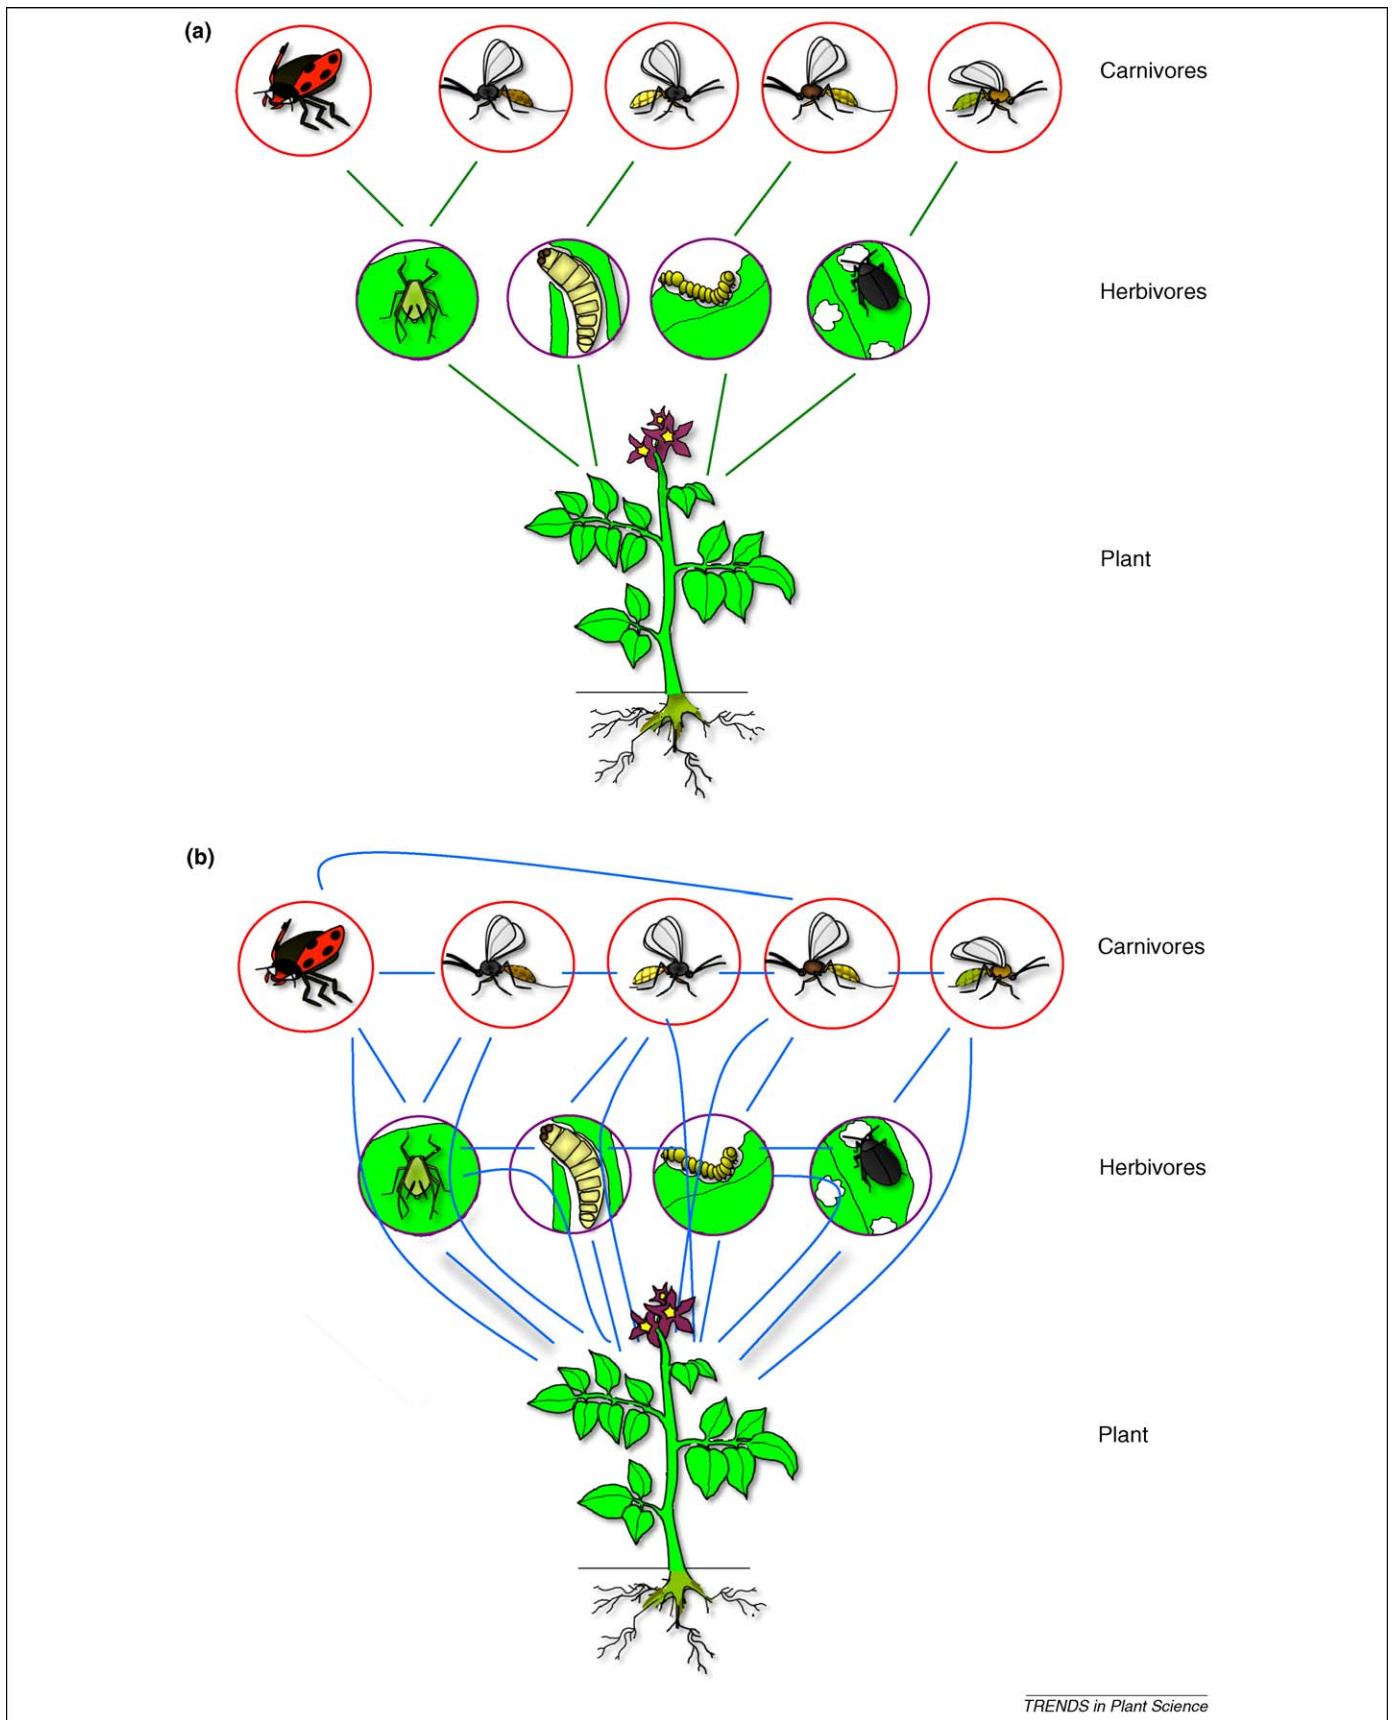 (a)
Carnivores
Herbivores
Plant
(b)
Carnivores
Herbivores
Plant
TRENDS in Plant Science